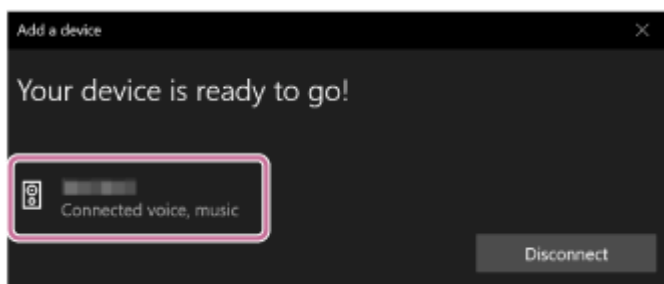 Add a device
Your device is ready to go!
Connected voice, music
Disconnect